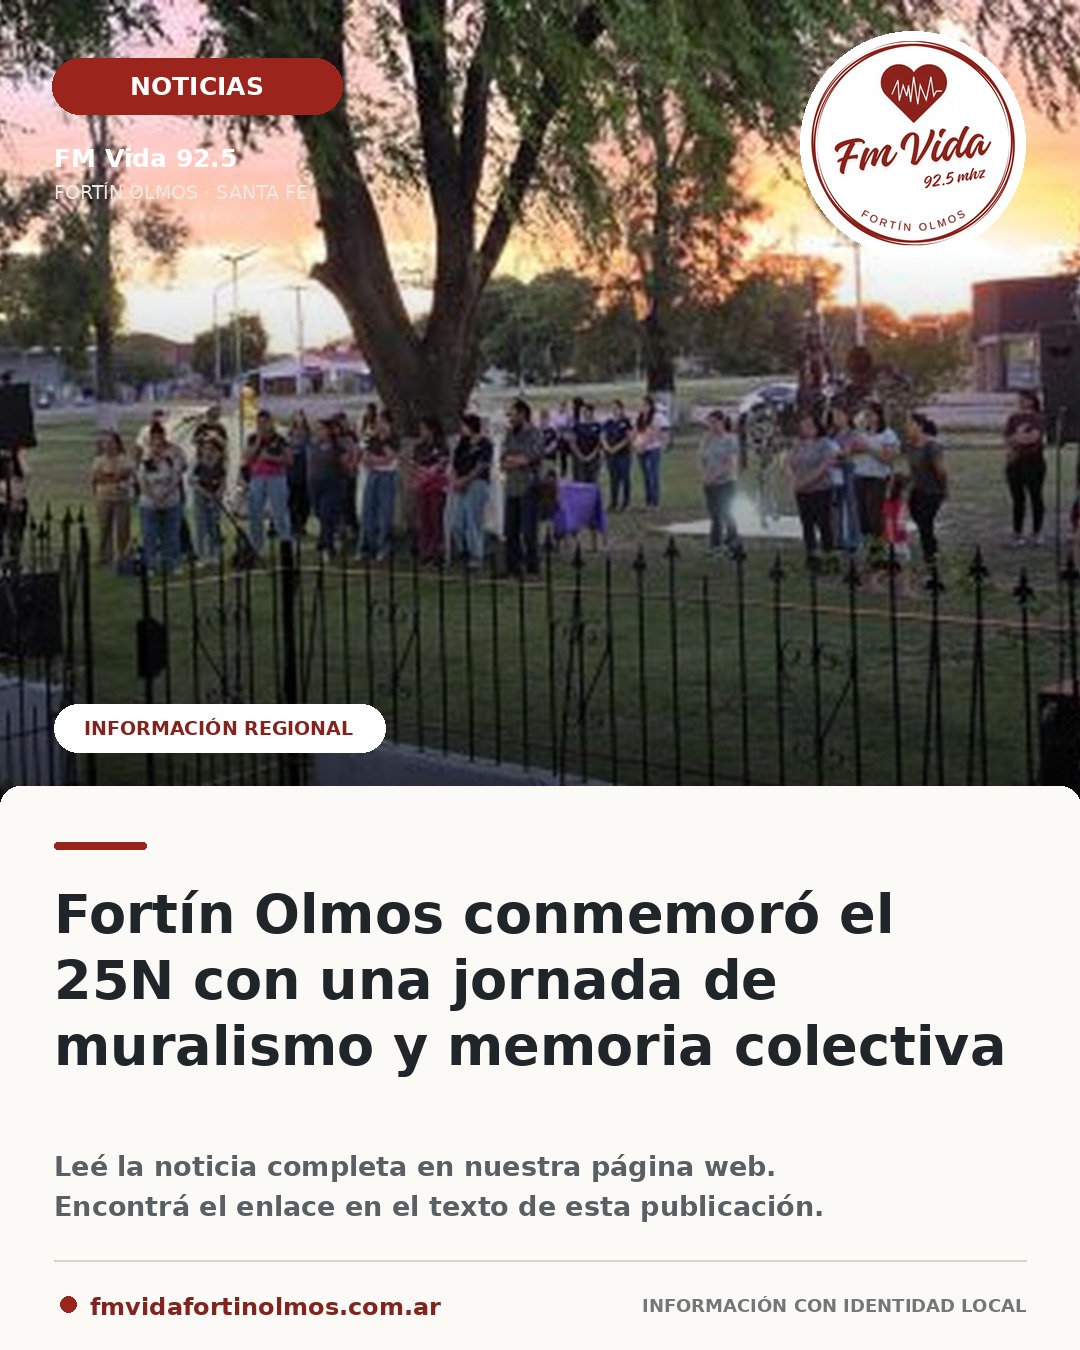 NOTICIAS
FM Vida 92.5
FORTÍN OLMOS · SANTA FE
Fm Vida
92.5 mhz
FORTÍN OLMOS
INFORMACIÓN REGIONAL
Fortín Olmos conmemoró el
25N con una jornada de
muralismo y memoria colectiva
Leé la noticia completa en nuestra página web.
Encontrá el enlace en el texto de esta publicación.
fmvidafortinolmos.com.ar
INFORMACIÓN CON IDENTIDAD LOCAL